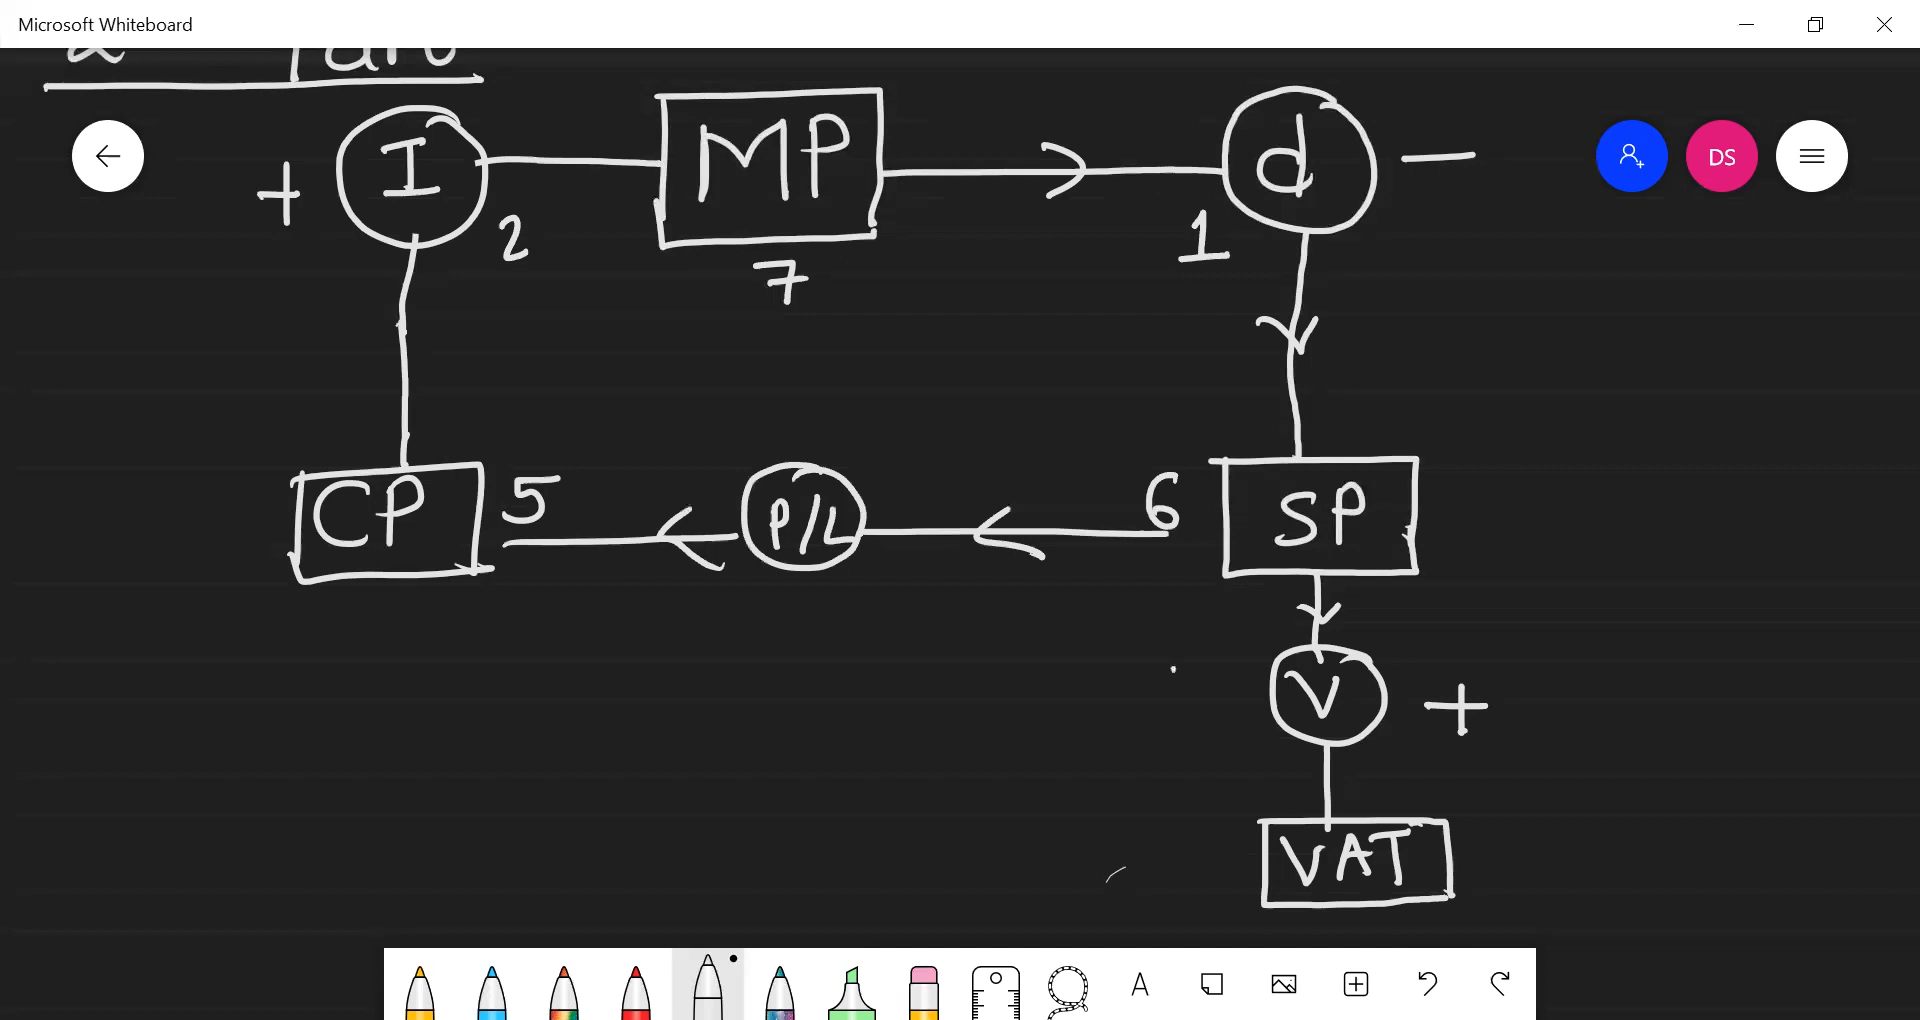 Microsoft Whiteboard
+ I 2 MP 7 d 1 —
DS
CP 5 P/L 6 SP
V +
VAT
A